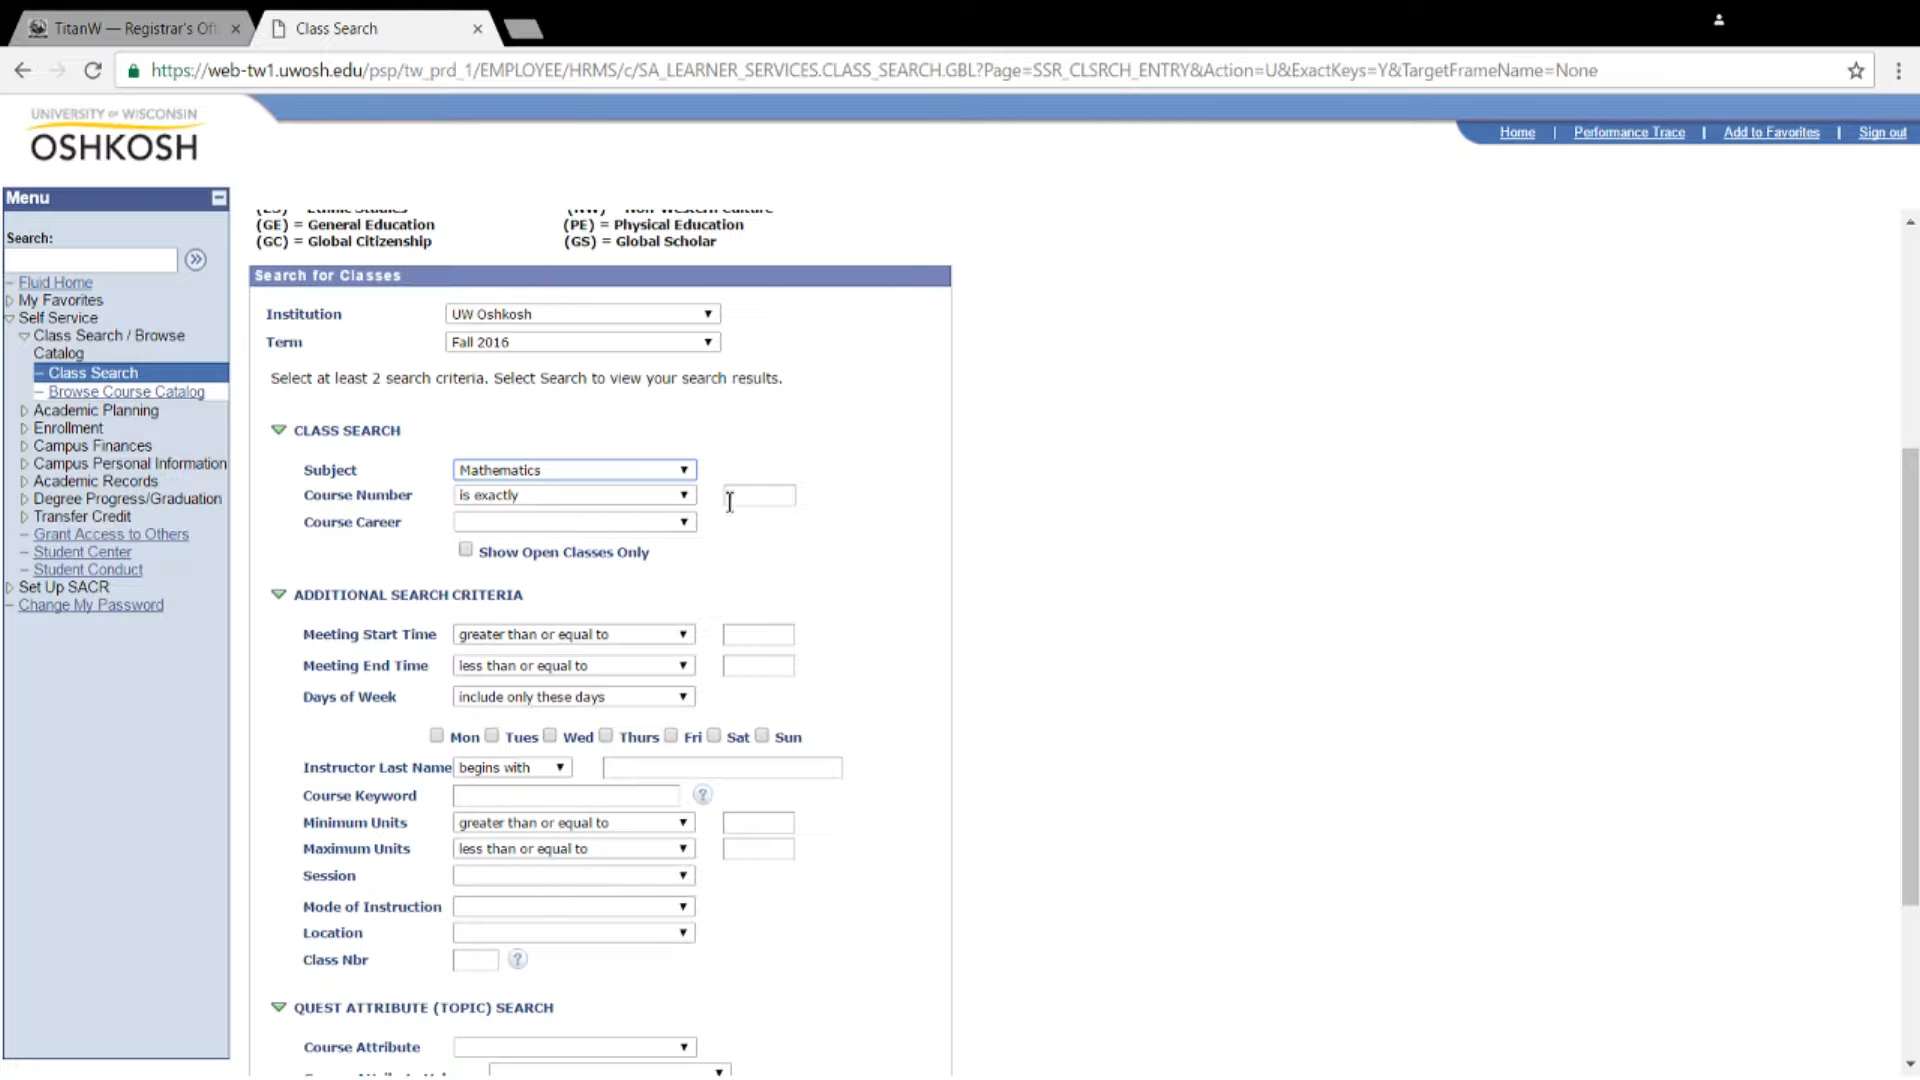 TitanW — Registrar's Off
Class Search
https://web-tw1.uwosh.edu/psp/tw_prd_1/EMPLOYEE/HRMS/c/SA_LEARNER_SERVICES.CLASS_SEARCH.GBL?Page=SSR_CLSRCH_ENTRY&Action=U&ExactKeys=Y&TargetFrameName=None
UNIVERSITY OF WISCONSIN
OSHKOSH
Home | Performance Trace | Add to Favorites | Sign out
Menu
Search:
Fluid Home
My Favorites
Self Service
Class Search / Browse
Catalog
Class Search
Browse Course Catalog
Academic Planning
Enrollment
Campus Finances
Campus Personal Information
Academic Records
Degree Progress/Graduation
Transfer Credit
Grant Access to Others
Student Center
Student Conduct
Set Up SACR
Change My Password
(ES) = Ethnic Studies (NW) = Non-Western Culture
(GE) = General Education (PE) = Physical Education
(GC) = Global Citizenship (GS) = Global Scholar
Search for Classes
Institution UW Oshkosh
Term Fall 2016
Select at least 2 search criteria. Select Search to view your search results.
CLASS SEARCH
Subject Mathematics
Course Number is exactly
Course Career
Show Open Classes Only
ADDITIONAL SEARCH CRITERIA
Meeting Start Time greater than or equal to
Meeting End Time less than or equal to
Days of Week include only these days
Mon Tues Wed Thurs Fri Sat Sun
Instructor Last Name begins with
Course Keyword
Minimum Units greater than or equal to
Maximum Units less than or equal to
Session
Mode of Instruction
Location
Class Nbr
QUEST ATTRIBUTE (TOPIC) SEARCH
Course Attribute